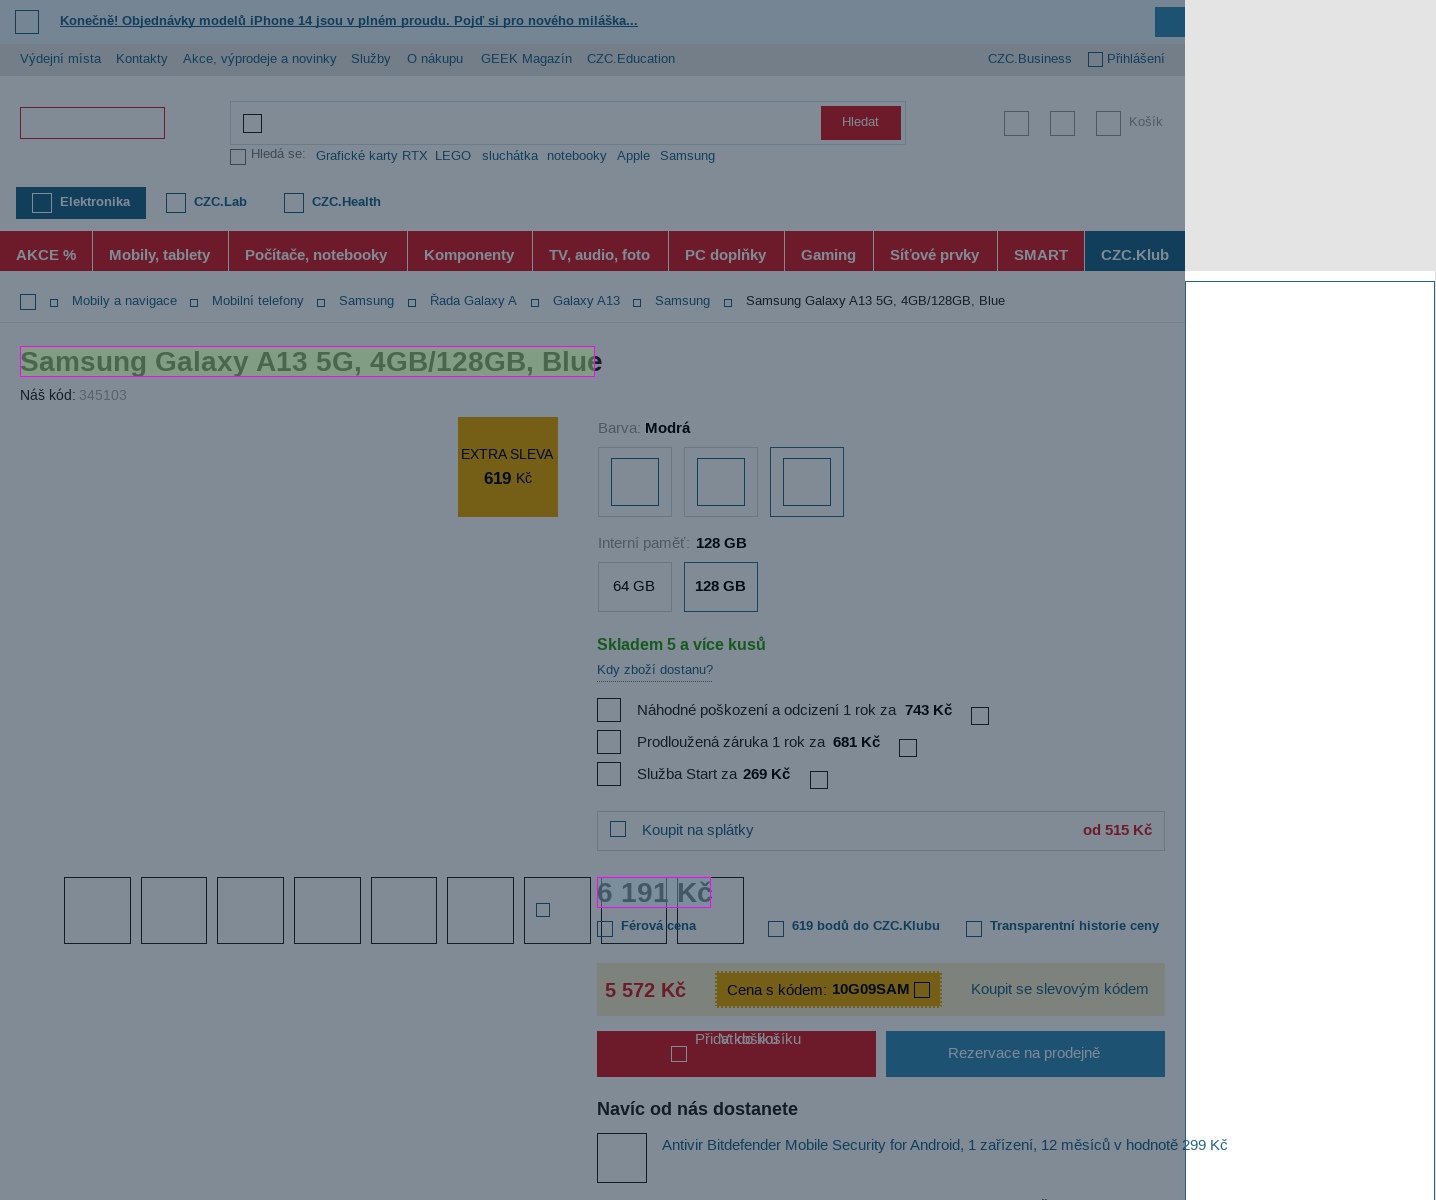 Konečně! Objednávky modelů iPhone 14 jsou v plném proudu. Pojď si pro nového miláška...
Výdejní místa Kontakty Akce, výprodeje a novinky Služby O nákupu GEEK Magazín CZC.Education CZC.Business Přihlášení
Hledat
Košík
Hledá se: Grafické karty RTX LEGO sluchátka notebooky Apple Samsung
Elektronika CZC.Lab CZC.Health
AKCE % Mobily, tablety Počítače, notebooky Komponenty TV, audio, foto PC doplňky Gaming Síťové prvky SMART CZC.Klub
Mobily a navigace Mobilní telefony Samsung Řada Galaxy A Galaxy A13 Samsung Samsung Galaxy A13 5G, 4GB/128GB, Blue
Samsung Galaxy A13 5G, 4GB/128GB, Blue
Náš kód: 345103
EXTRA SLEVA
619 Kč
Barva: Modrá
Interní paměť: 128 GB
64 GB 128 GB
Skladem 5 a více kusů
Kdy zboží dostanu?
Náhodné poškození a odcizení 1 rok za 743 Kč
Prodloužená záruka 1 rok za 681 Kč
Služba Start za 269 Kč
Koupit na splátky od 515 Kč
6 191 Kč
Férová cena 619 bodů do CZC.Klubu Transparentní historie ceny
5 572 Kč Cena s kódem: 10G09SAM Koupit se slevovým kódem
Přidat do košíku
V košíku
Rezervace na prodejně
Navíc od nás dostanete
Antivir Bitdefender Mobile Security for Android, 1 zařízení, 12 měsíců v hodnotě 299 Kč